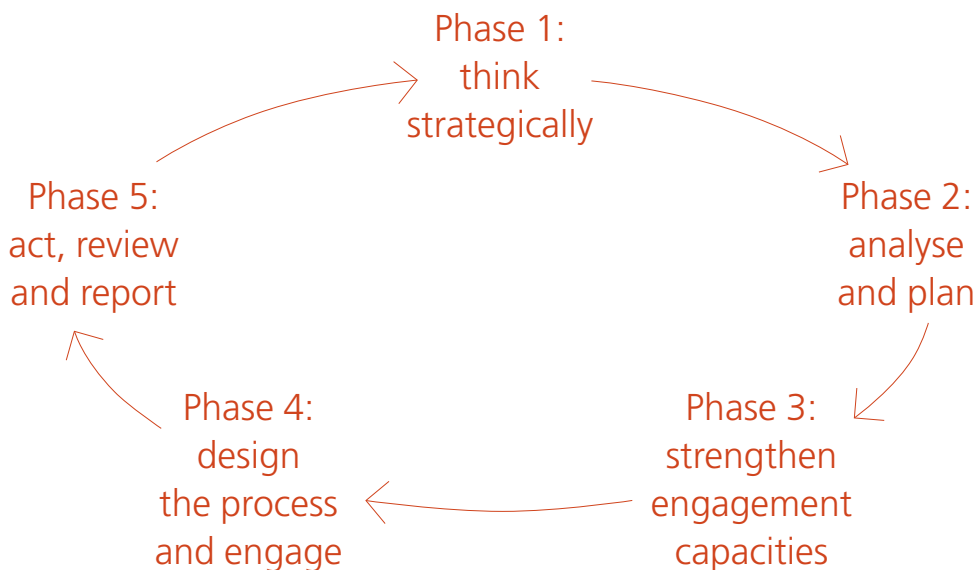 Phase 1:
think
strategically
Phase 2:
analyse
and plan
Phase 3:
strengthen
engagement
capacities
Phase 4:
design
the process
and engage
Phase 5:
act, review
and report